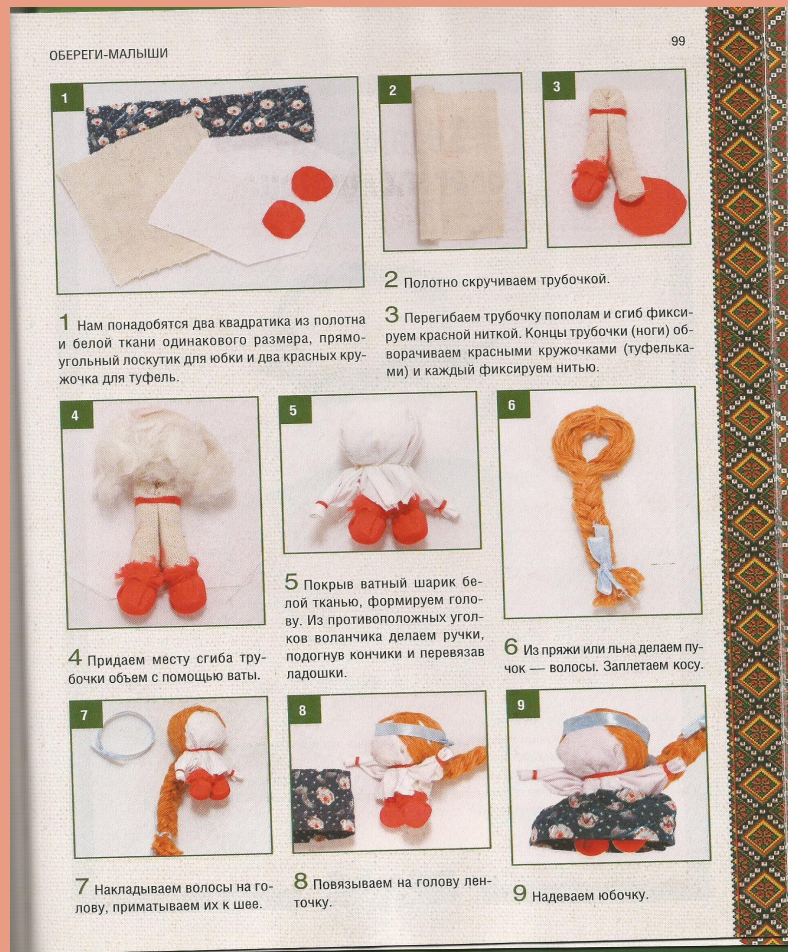 ОБЕРЕГИ-МАЛЫШИ
99
1
2
3
2 Полотно скручиваем трубочкой.
1 Нам понадобятся два квадратика из полотна
и белой ткани одинакового размера, прямо-
угольный лоскутик для юбки и два красных кру-
жочка для туфель.
3 Перегибаем трубочку пополам и сгиб фикси-
руем красной ниткой. Концы трубочки (ноги) об-
ворачиваем красными кружочками (туфелька-
ми) и каждый фиксируем нитью.
4
5
6
4 Придаем месту сгиба тру-
бочки объем с помощью ваты.
5 Покрыв ватный шарик бе-
лой тканью, формируем голо-
ву. Из противоположных угол-
ков воланчика делаем ручки,
подогнув кончики и перевязав
ладошки.
6 Из пряжи или льна делаем пу-
чок — волосы. Заплетаем косу.
7
8
9
7 Накладываем волосы на го-
лову, приматываем их к шее.
8 Повязываем на голову лен-
точку.
9 Надеваем юбочку.